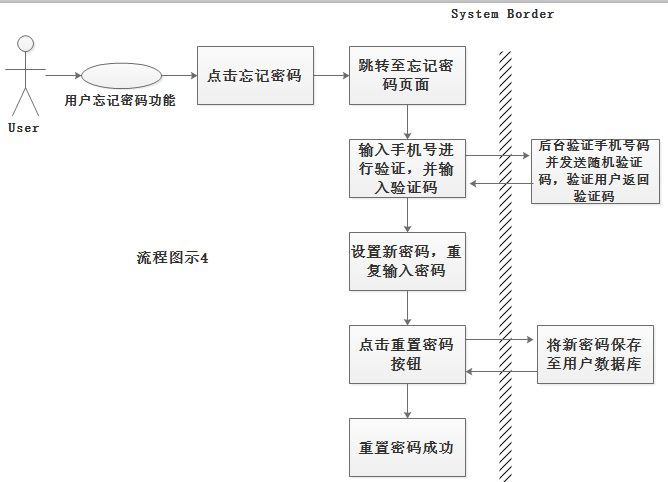 System Border
点击忘记密码
跳转至忘记密
码页面
用户忘记密码功能
User
输入手机号进
行验证，并输
入验证码
后台验证手机号码
并发送随机验证
码，验证用户返回
验证码
流程图示4
设置新密码，重
复输入密码
点击重置密码
按钮
将新密码保存
至用户数据库
重置密码成功